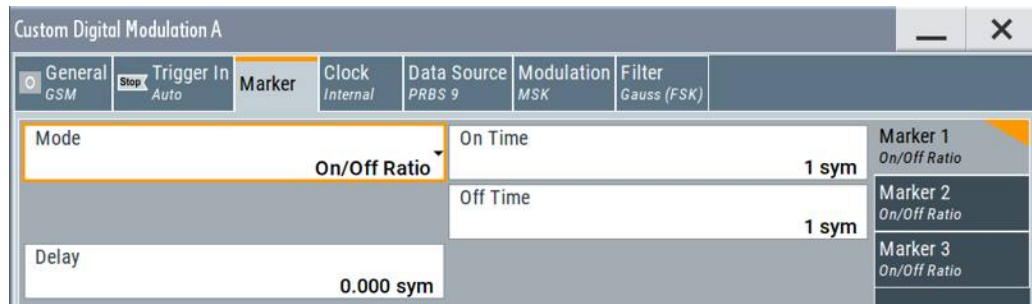 Custom Digital Modulation A
General
GSM
Stop
Trigger In
Auto
Marker
Clock
Internal
Data Source
PRBS 9
Modulation
MSK
Filter
Gauss (FSK)
Mode
On/Off Ratio
On Time
1 sym
Off Time
1 sym
Delay
0.000 sym
Marker 1
On/Off Ratio
Marker 2
On/Off Ratio
Marker 3
On/Off Ratio